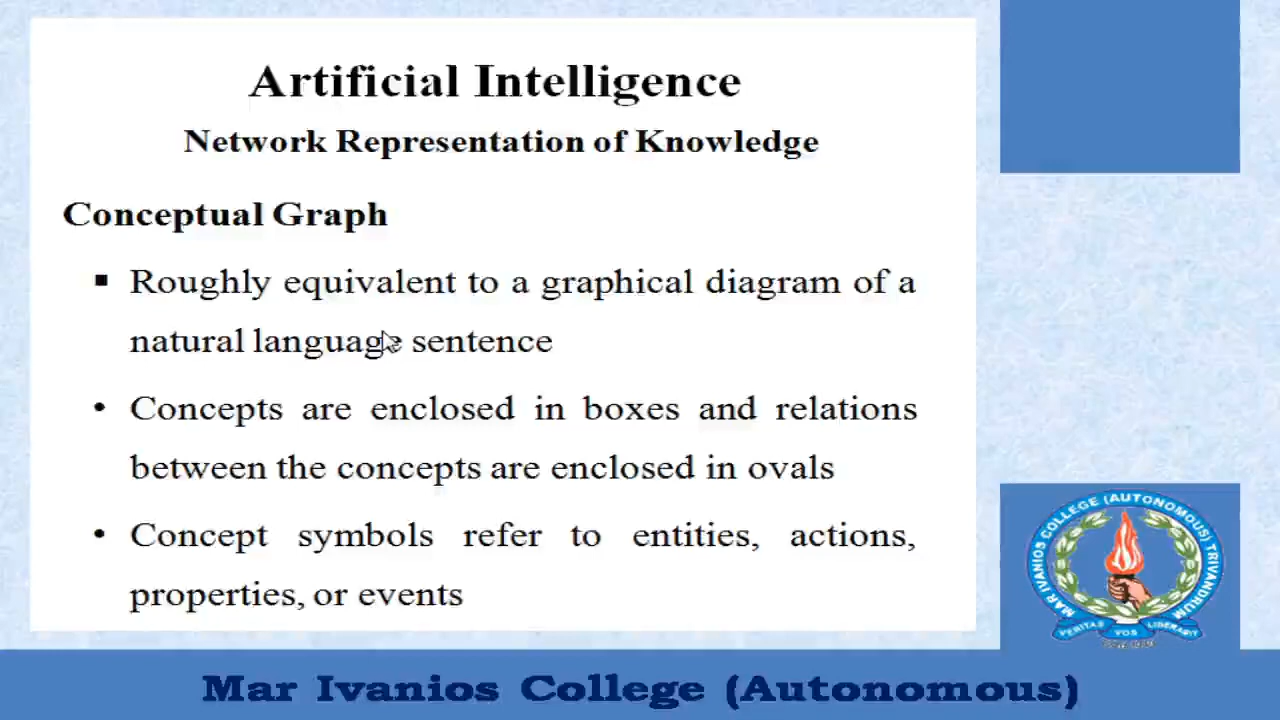 Artificial Intelligence
Network Representation of Knowledge
Conceptual Graph
▪ Roughly equivalent to a graphical diagram of a
natural language sentence
• Concepts are enclosed in boxes and relations
between the concepts are enclosed in ovals
• Concept symbols refer to entities, actions,
properties, or events
MAR IVANIOS COLLEGE (AUTONOMOUS) TRIVANDRUM
VERITAS VOS LIBERABIT
Mar Ivanios College (Autonomous)